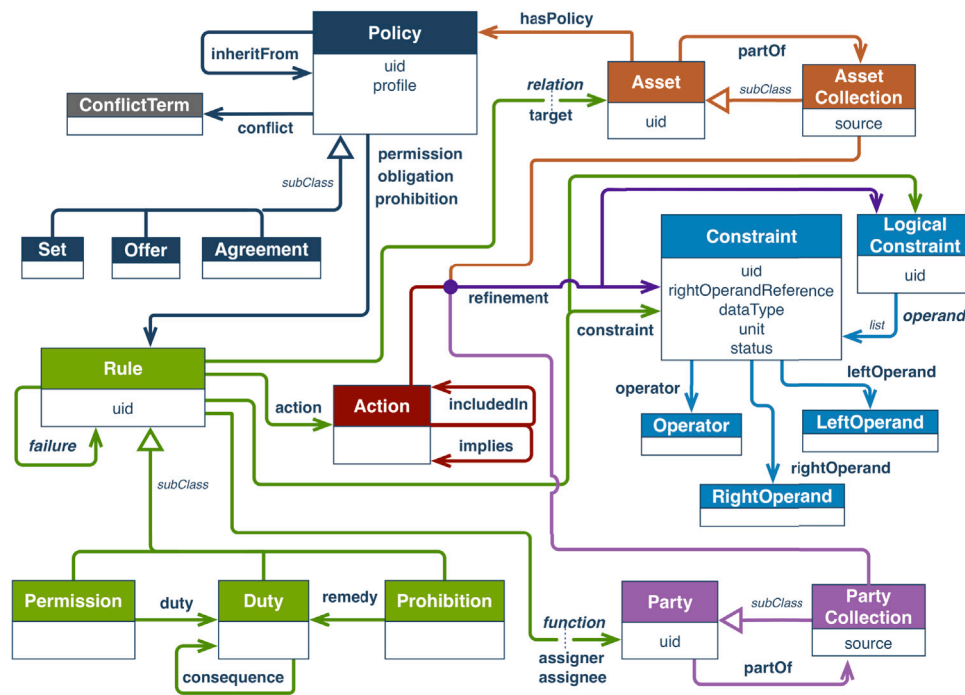 hasPolicy
Policy
inheritFrom
uid
profile
partOf
relation
target
Asset
uid
subClass
Asset
Collection
source
ConflictTerm
conflict
subClass
permission
obligation
prohibition
Set
Offer
Agreement
Constraint
uid
rightOperandReference
dataType
unit
status
Logical
Constraint
uid
refinement
constraint
list
operand
Rule
uid
failure
action
Action
includedIn
implies
operator
leftOperand
Operator
LeftOperand
rightOperand
RightOperand
subClass
Permission
duty
Duty
remedy
Prohibition
consequence
function
assigner
assignee
Party
uid
subClass
Party
Collection
source
partOf